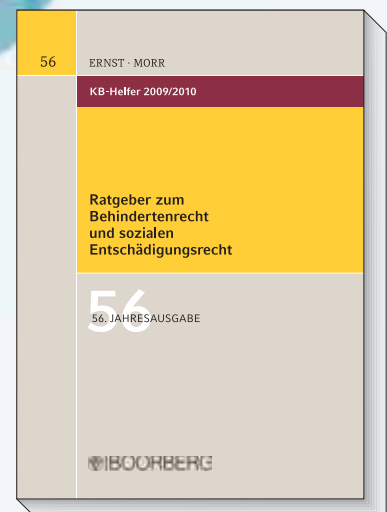 56
ERNST · MORR
KB-Helfer 2009/2010
Ratgeber zum
Behindertenrecht
und sozialen
Entschädigungsrecht
56
56. JAHRESAUSGABE
BOORBERG